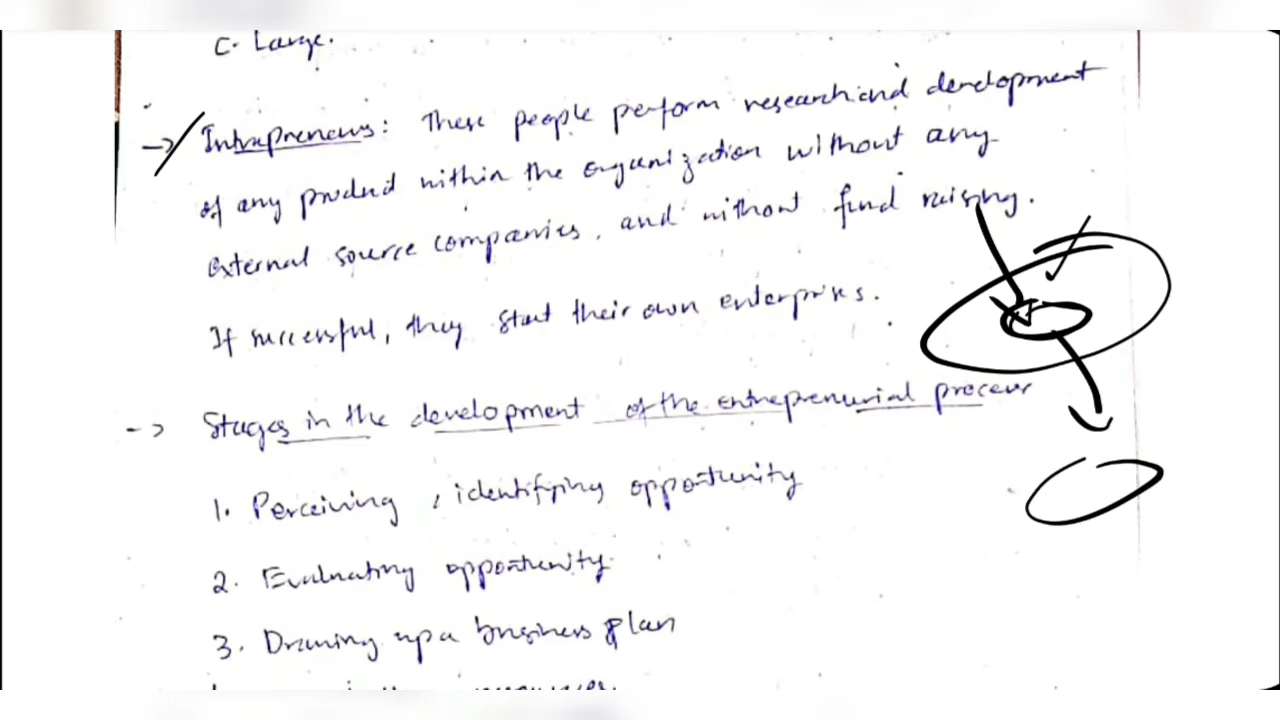 C. Large.
-> Intrapreneurs: These people perform research and development
of any product within the organization without any
external source companies, and without fund raising.
If successful, they start their own enterprises.
-> Stages in the development of the entreprenurial process
1. Perceiving, identifying opportunity
2. Evaluating opportunity.
3. Drawing up a business plan